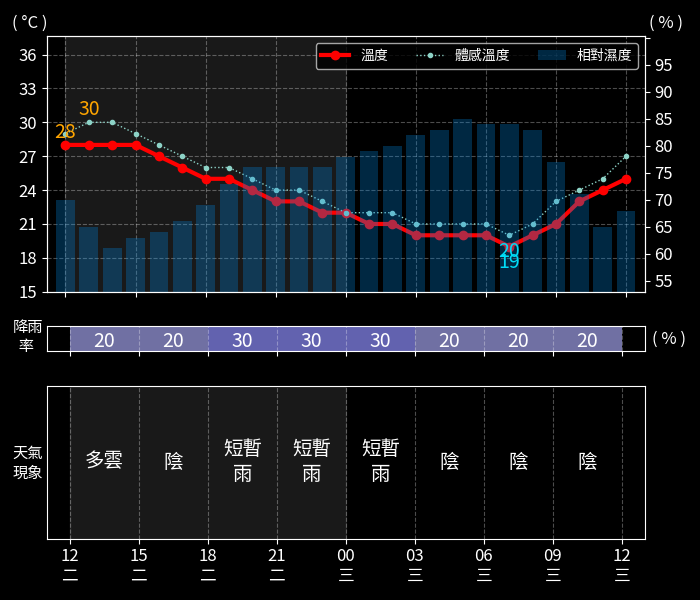 ( °C )
( % )
溫度
體感溫度
相對濕度
36
33
30
27
24
21
18
15
95
90
85
80
75
70
65
60
55
30
28
20
19
降雨
率
20
20
30
30
30
20
20
20
( % )
天氣
現象
多雲
陰
短暫
雨
短暫
雨
短暫
雨
陰
陰
陰
12
15
18
21
00
03
06
09
12
二
二
二
二
三
三
三
三
三